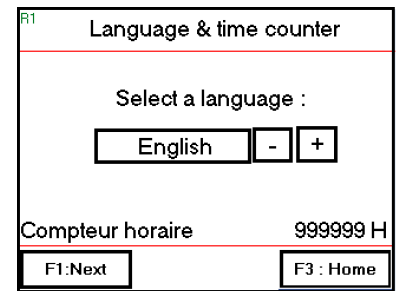 R1
Language & time counter
Select a language :
English - +
Compteur horaire 999999 H
F1:Next F3 : Home